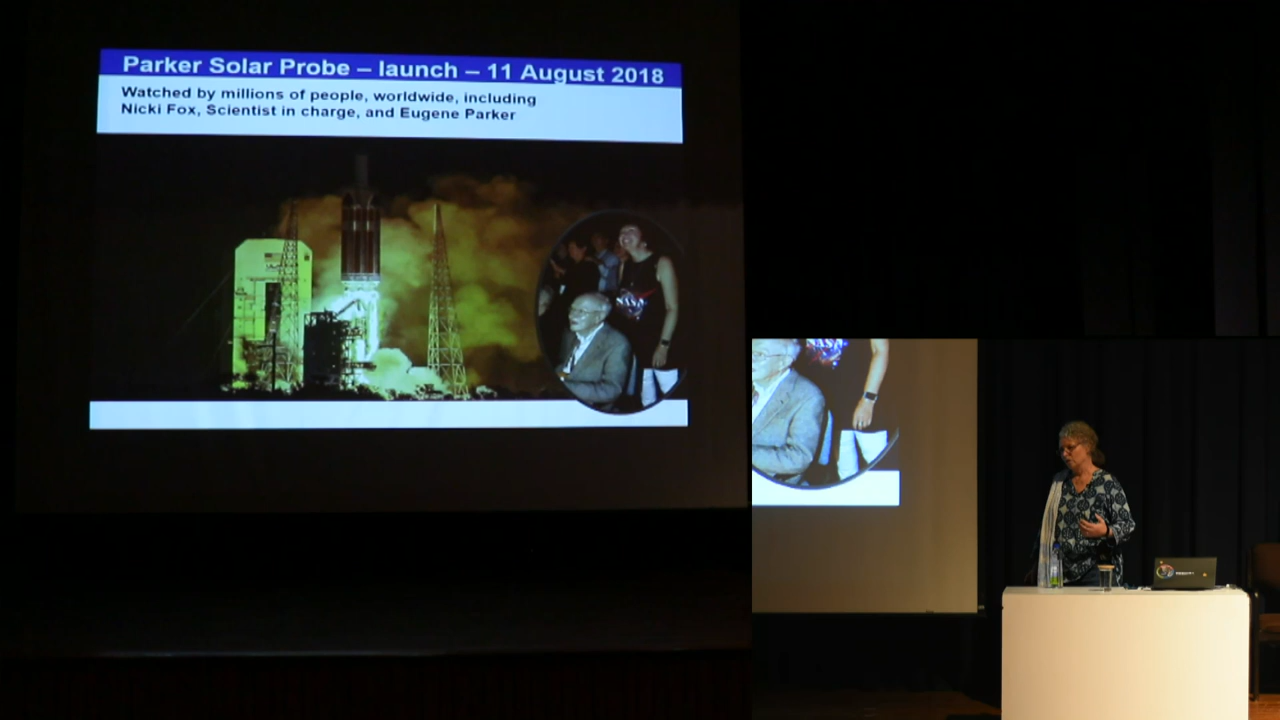 Parker Solar Probe – launch – 11 August 2018
Watched by millions of people, worldwide, including
Nicki Fox, Scientist in charge, and Eugene Parker